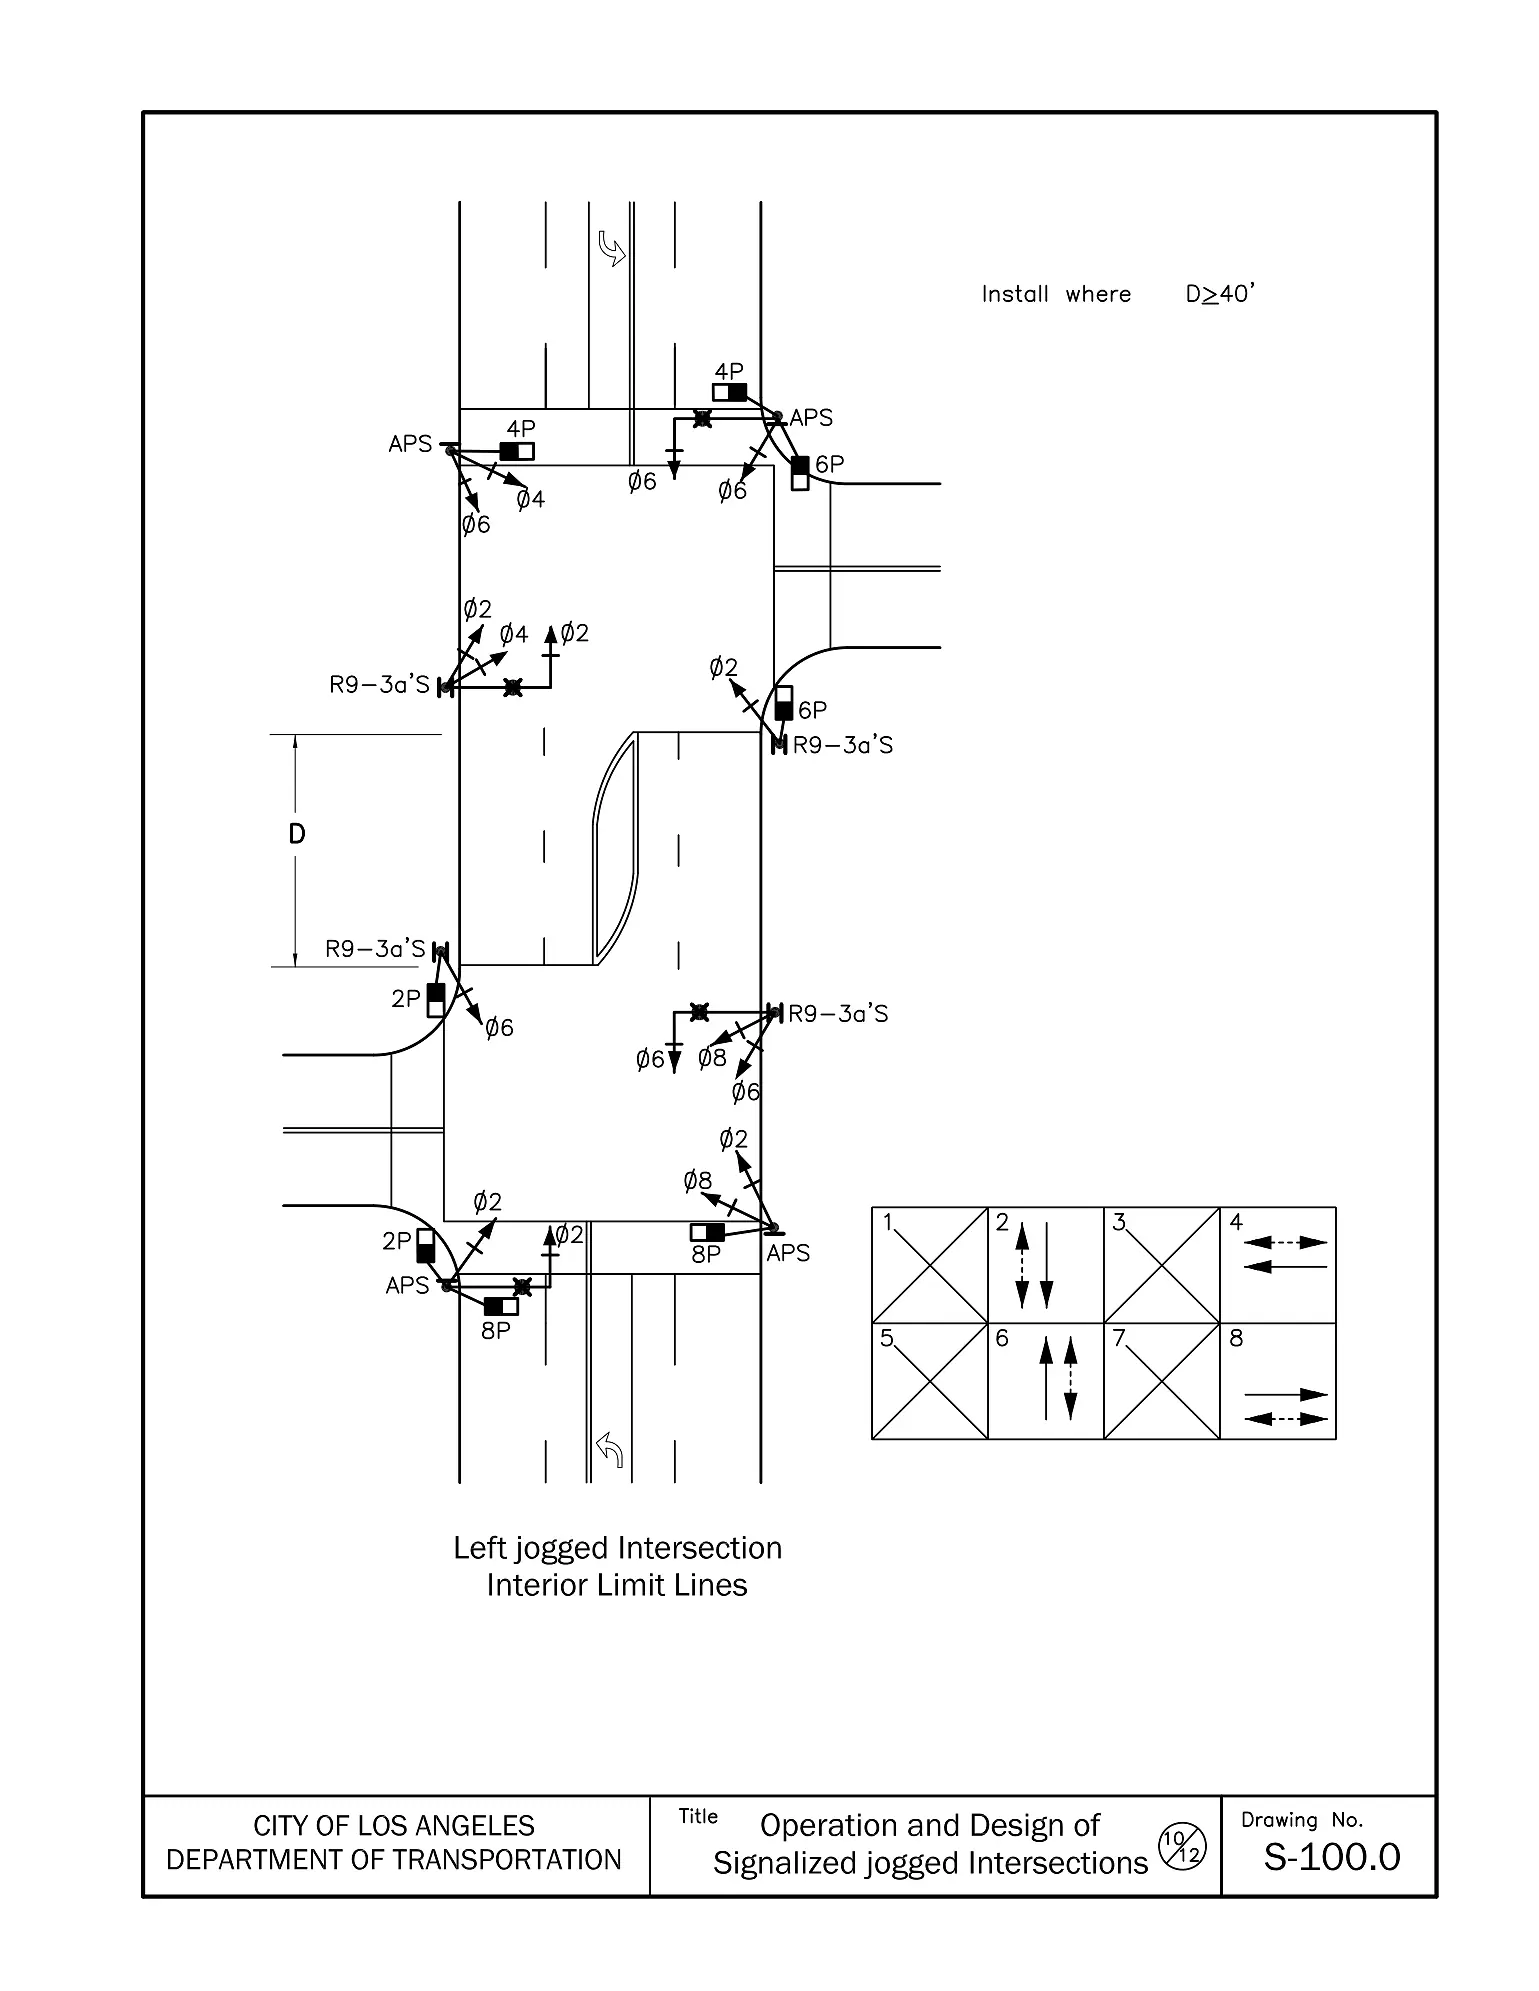 Install where D≥40'
4P
APS
4P
APS
6P
Ø6
Ø6
Ø4
Ø6
Ø2
Ø4
Ø2
Ø2
R9-3a'S
6P
R9-3a'S
D
R9-3a'S
2P
Ø6
R9-3a'S
Ø6
Ø8
Ø6
Ø2
Ø8
Ø2
2P
Ø2
8P
APS
APS
8P
1 2 3 4
5 6 7 8
Left jogged Intersection
Interior Limit Lines
CITY OF LOS ANGELES
DEPARTMENT OF TRANSPORTATION
Title
Operation and Design of
Signalized jogged Intersections
10/12
Drawing No.
S-100.0